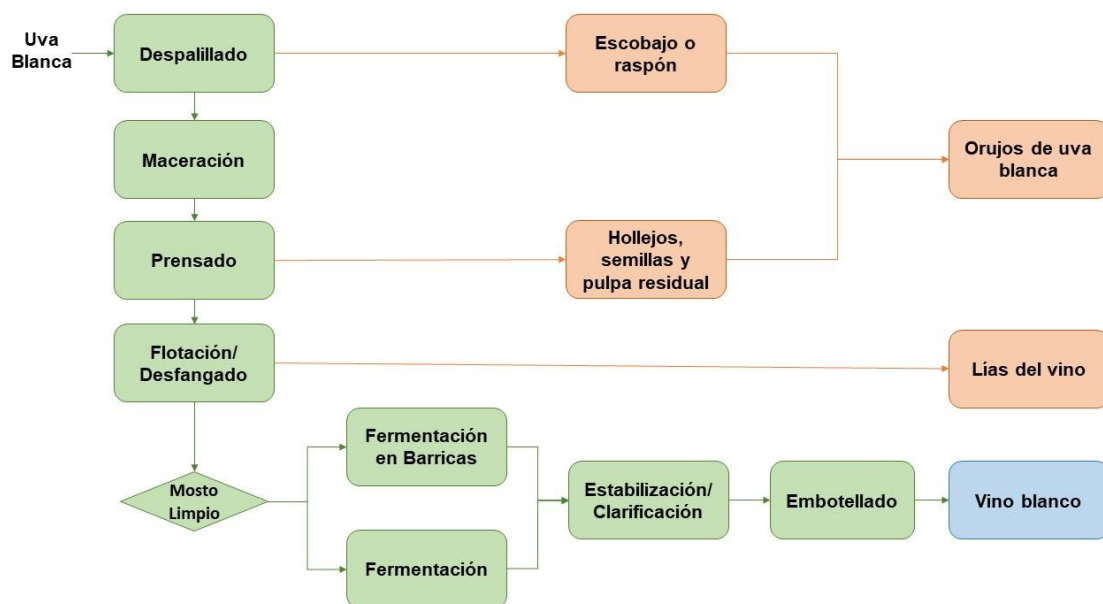 Uva
Blanca
Despalillado
Escobajo o
raspón
Maceración
Orujos de uva
blanca
Prensado
Hollejos,
semillas y
pulpa residual
Flotación/
Desfangado
Lías del vino
Mosto
Limpio
Fermentación
en Barricas
Fermentación
Estabilización/
Clarificación
Embotellado
Vino blanco